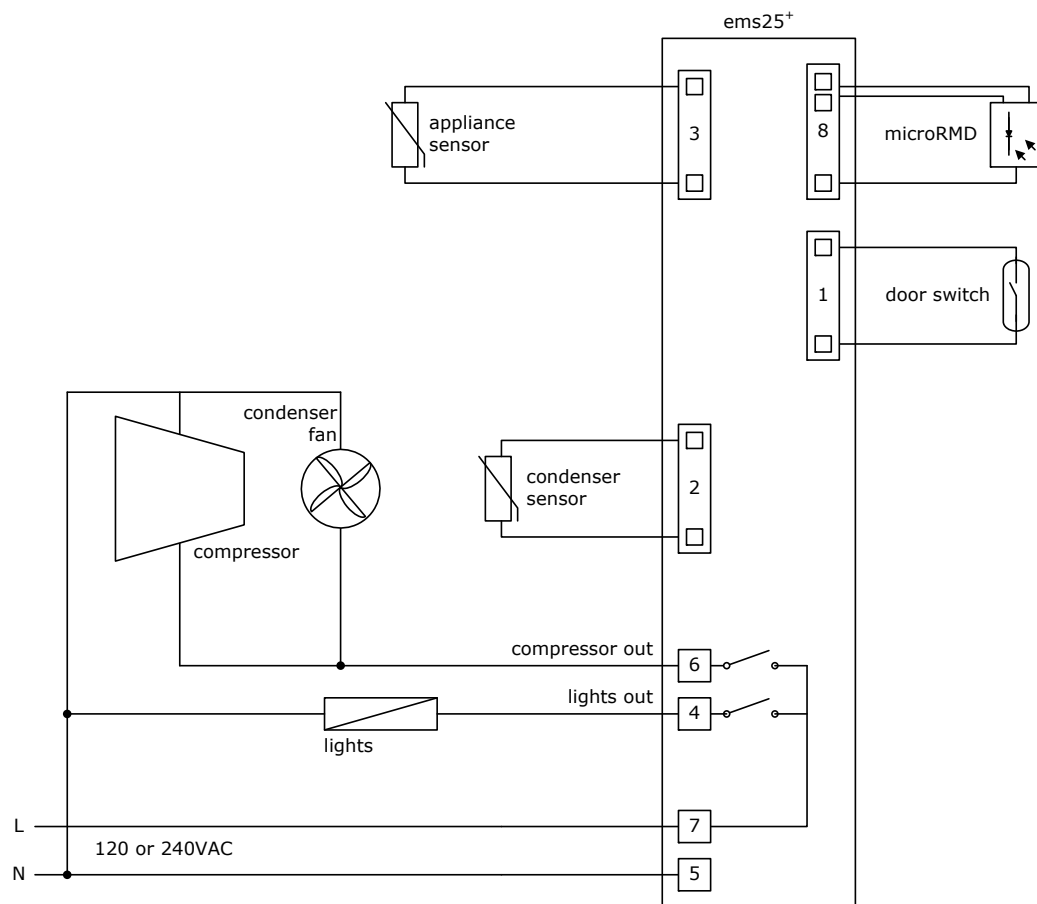 ems25⁺
appliance
sensor
3
8
microRMD
1
door switch
condenser
fan
compressor
condenser
sensor
2
compressor out
6
lights out
4
lights
L
7
120 or 240VAC
N
5